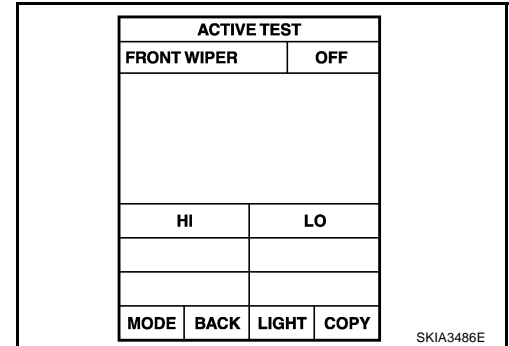 ACTIVE TEST
FRONT WIPER OFF
HI LO
MODE BACK LIGHT COPY
SKIA3486E